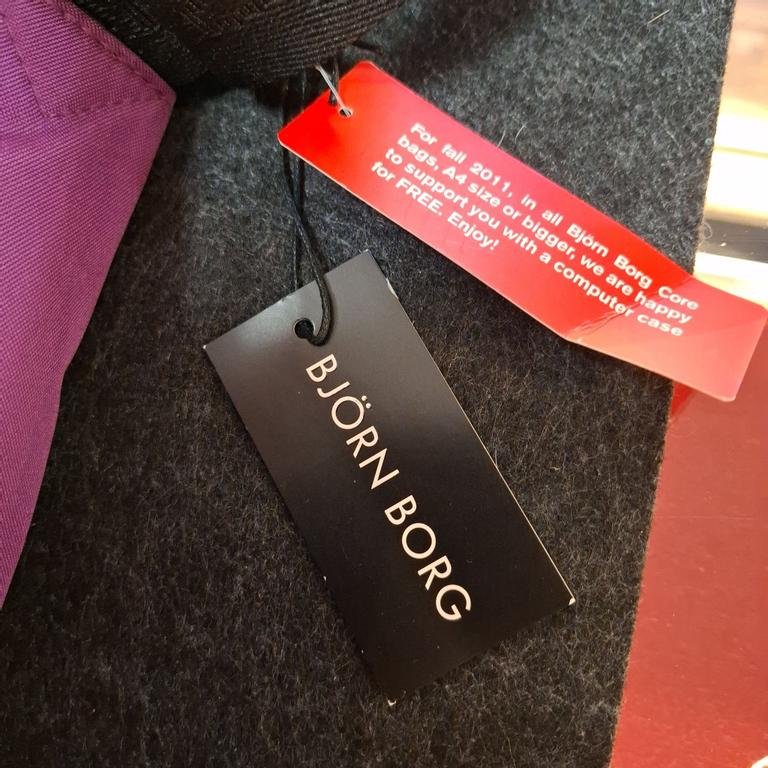 For fall 2011, in all Björn Borg Core
bags, A4 size or bigger, we are happy
to support you with a computer case
for FREE. Enjoy!
BJÖRN BORG